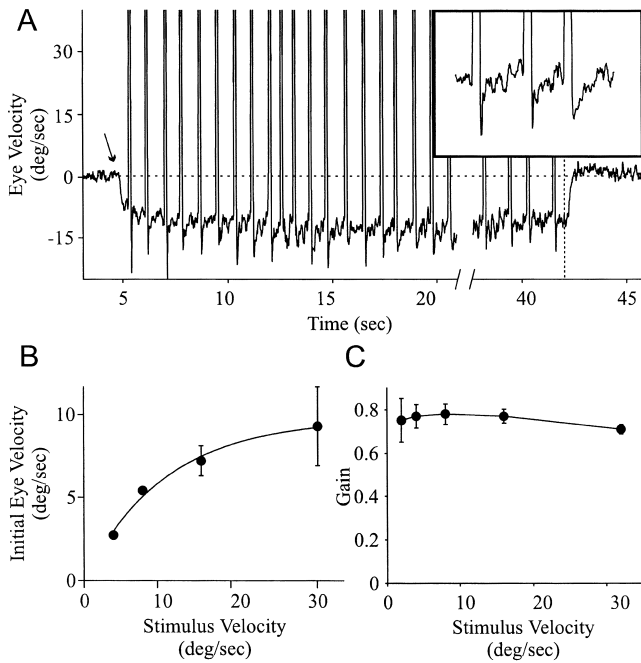 A
Eye Velocity
(deg/sec)
30
15
0
-15
5
10
15
20
40
45
Time (sec)
B
Initial Eye Velocity
(deg/sec)
10
5
0
0
10
20
30
Stimulus Velocity
(deg/sec)
C
Gain
0.8
0.6
0.4
0.2
0
0
10
20
30
Stimulus Velocity
(deg/sec)